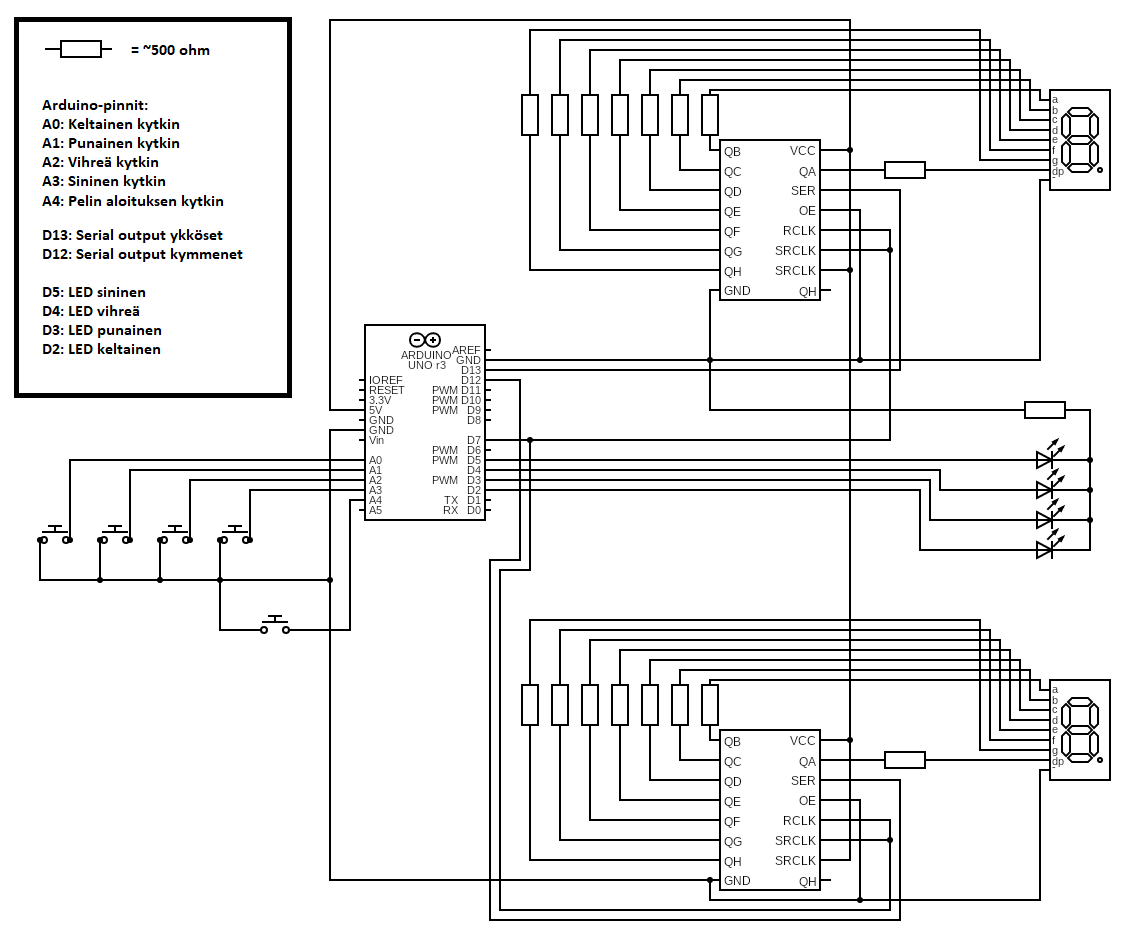 = ~500 ohm
Arduino-pinnit:
A0: Keltainen kytkin
A1: Punainen kytkin
A2: Vihreä kytkin
A3: Sininen kytkin
A4: Pelin aloituksen kytkin
D13: Serial output ykköset
D12: Serial output kymmenet
D5: LED sininen
D4: LED vihreä
D3: LED punainen
D2: LED keltainen
ARDUINO
UNO r3
IOREF
RESET
3.3V
5V
GND
GND
Vin
A0
A1
A2
A3
A4
A5
AREF
GND
D13
D12
PWM D11
PWM D10
PWM D9
D8
D7
PWM D6
PWM D5
D4
PWM D3
D2
TX D1
RX D0
QB VCC
QC QA
QD SER
QE OE
QF RCLK
QG SRCLK
QH SRCLK
GND QH
a
b
c
d
e
f
g
dp
-
QB VCC
QC QA
QD SER
QE OE
QF RCLK
QG SRCLK
QH SRCLK
GND QH
a
b
c
d
e
f
g
dp
-